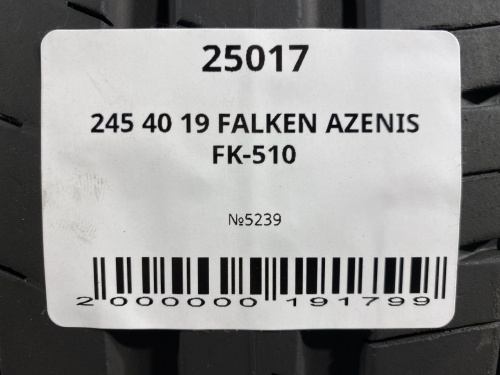 25017
245 40 19 FALKEN AZENIS
FK-510
№5239
2 000000 191799